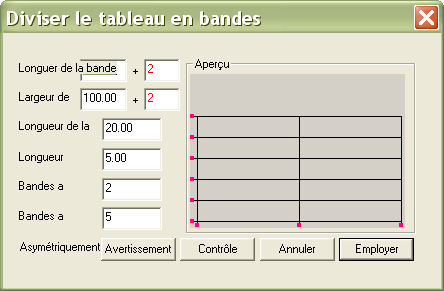 Diviser le tableau en bandes
Longuer de la bande + 2
Aperçu
Largeur de 100.00 + 2
Longueur de la 20.00
Longueur 5.00
Bandes a 2
Bandes a 5
Asymétriquement Avertissement Contrôle Annuler Employer